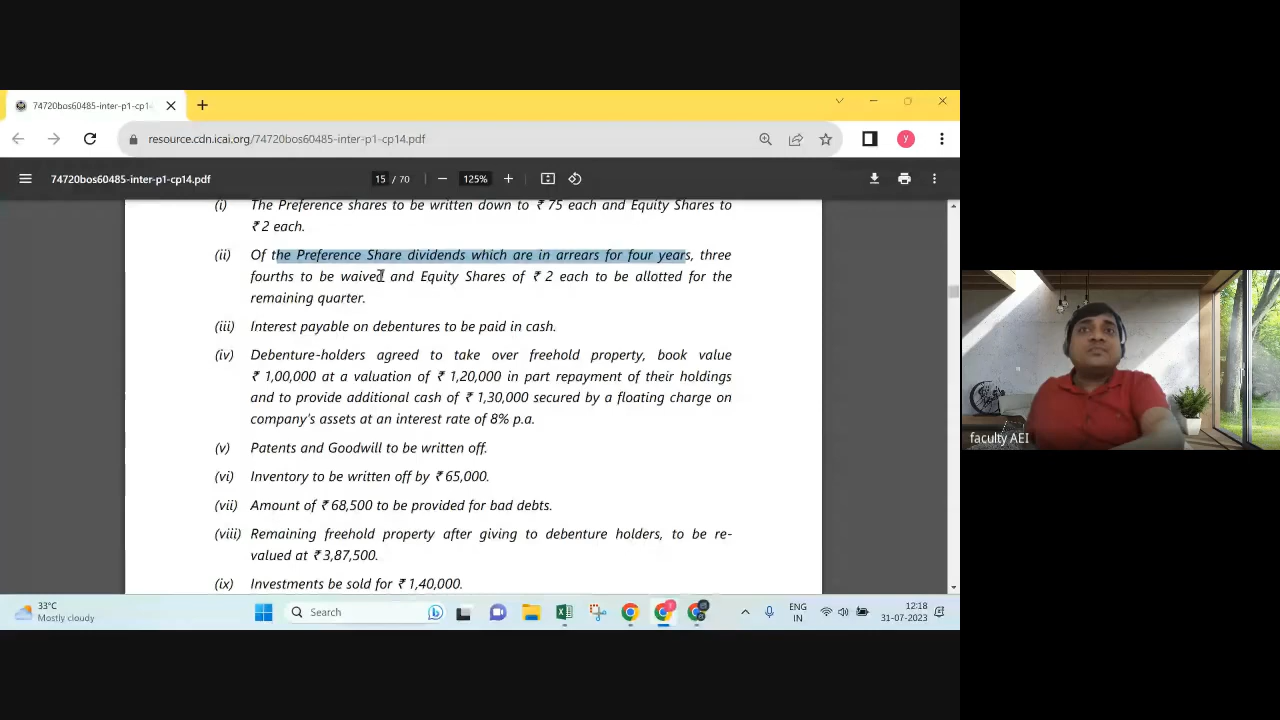 74720bos60485-inter-p1-cp1
resource.cdn.icai.org/74720bos60485-inter-p1-cp14.pdf
y
74720bos60485-inter-p1-cp14.pdf
15 / 70
125%
(i) The Preference shares to be written down to ₹ 75 each and Equity Shares to
₹ 2 each.
(ii) Of the Preference Share dividends which are in arrears for four years, three
fourths to be waived and Equity Shares of ₹ 2 each to be allotted for the
remaining quarter.
(iii) Interest payable on debentures to be paid in cash.
(iv) Debenture-holders agreed to take over freehold property, book value
₹ 1,00,000 at a valuation of ₹ 1,20,000 in part repayment of their holdings
and to provide additional cash of ₹ 1,30,000 secured by a floating charge on
company's assets at an interest rate of 8% p.a.
(v) Patents and Goodwill to be written off.
(vi) Inventory to be written off by ₹ 65,000.
(vii) Amount of ₹ 68,500 to be provided for bad debts.
(viii) Remaining freehold property after giving to debenture holders, to be re-
valued at ₹ 3,87,500.
(ix) Investments be sold for ₹ 1,40,000.
faculty AEI
33°C
Mostly cloudy
Search
ENG
IN
12:18
31-07-2023